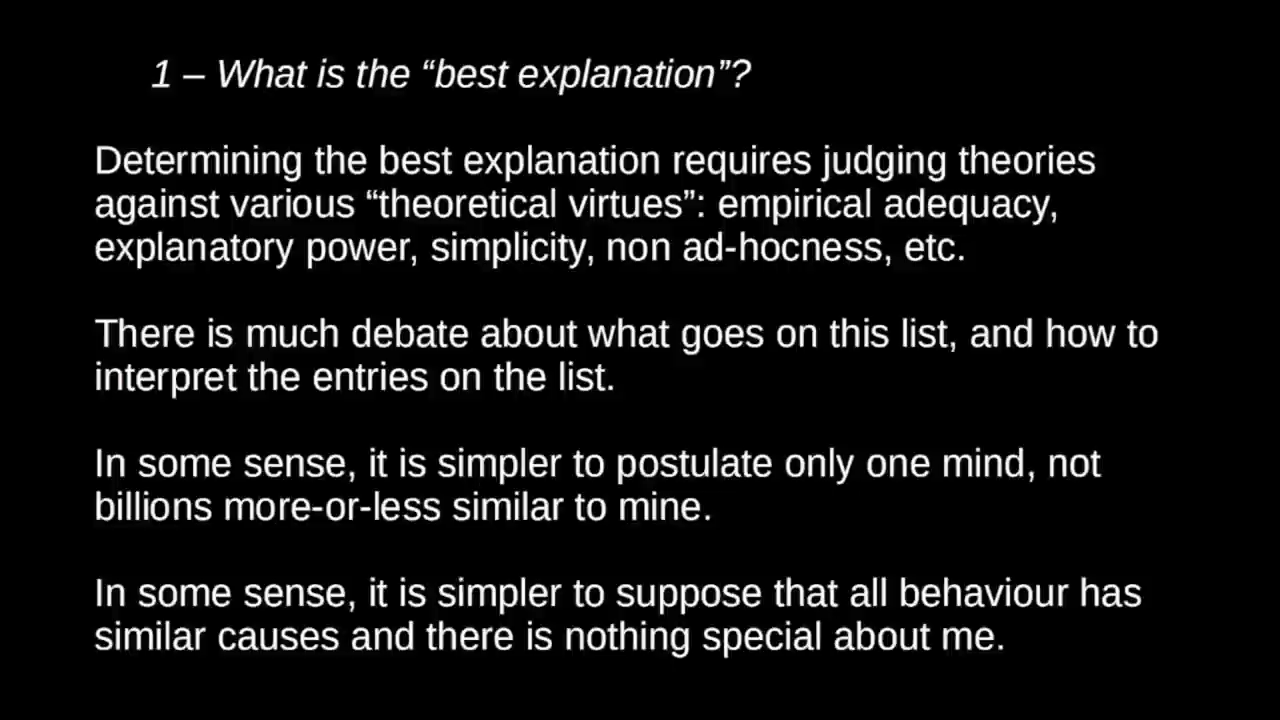 1 – What is the “best explanation”?
Determining the best explanation requires judging theories
against various “theoretical virtues”: empirical adequacy,
explanatory power, simplicity, non ad-hocness, etc.
There is much debate about what goes on this list, and how to
interpret the entries on the list.
In some sense, it is simpler to postulate only one mind, not
billions more-or-less similar to mine.
In some sense, it is simpler to suppose that all behaviour has
similar causes and there is nothing special about me.